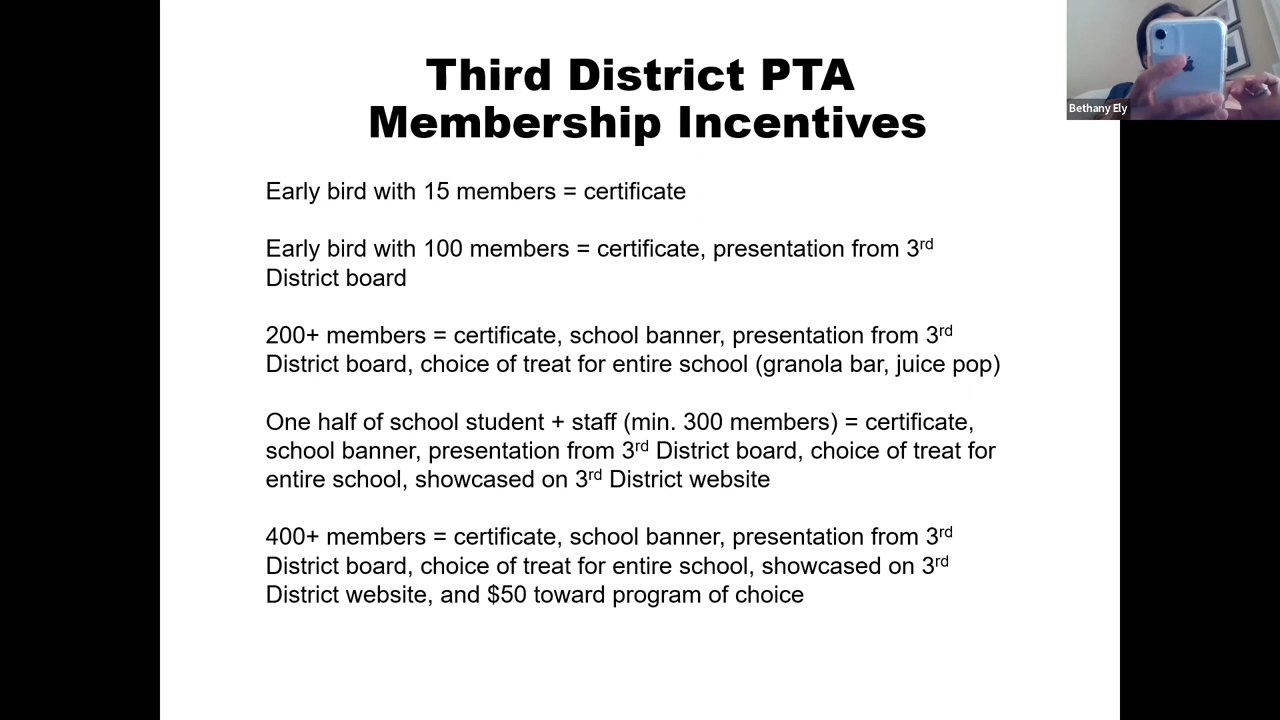 Third District PTA
Membership Incentives
Bethany Ely
Early bird with 15 members = certificate
Early bird with 100 members = certificate, presentation from 3rd
District board
200+ members = certificate, school banner, presentation from 3rd
District board, choice of treat for entire school (granola bar, juice pop)
One half of school student + staff (min. 300 members) = certificate,
school banner, presentation from 3rd District board, choice of treat for
entire school, showcased on 3rd District website
400+ members = certificate, school banner, presentation from 3rd
District board, choice of treat for entire school, showcased on 3rd
District website, and $50 toward program of choice